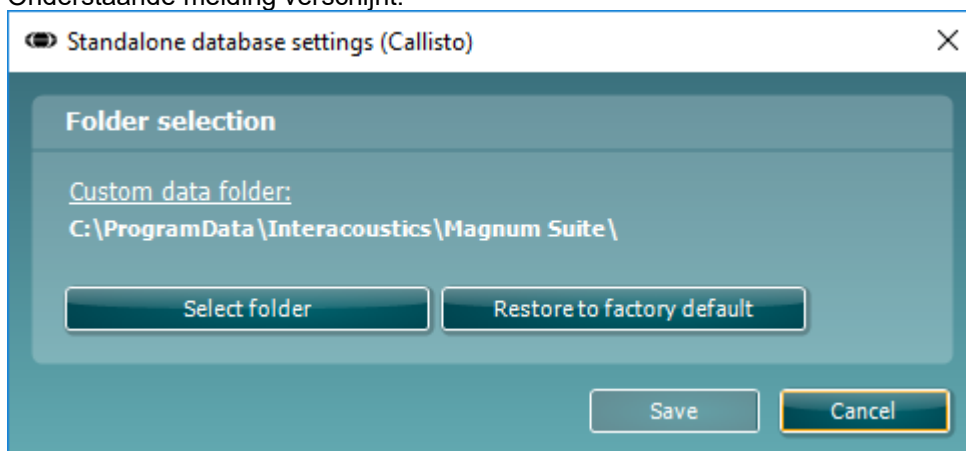 Onderstaande melding verschijnt:
Standalone database settings (Callisto)
Folder selection
Custom data folder:
C:\ProgramData\Interacoustics\Magnum Suite\
Select folder
Restore to factory default
Save
Cancel